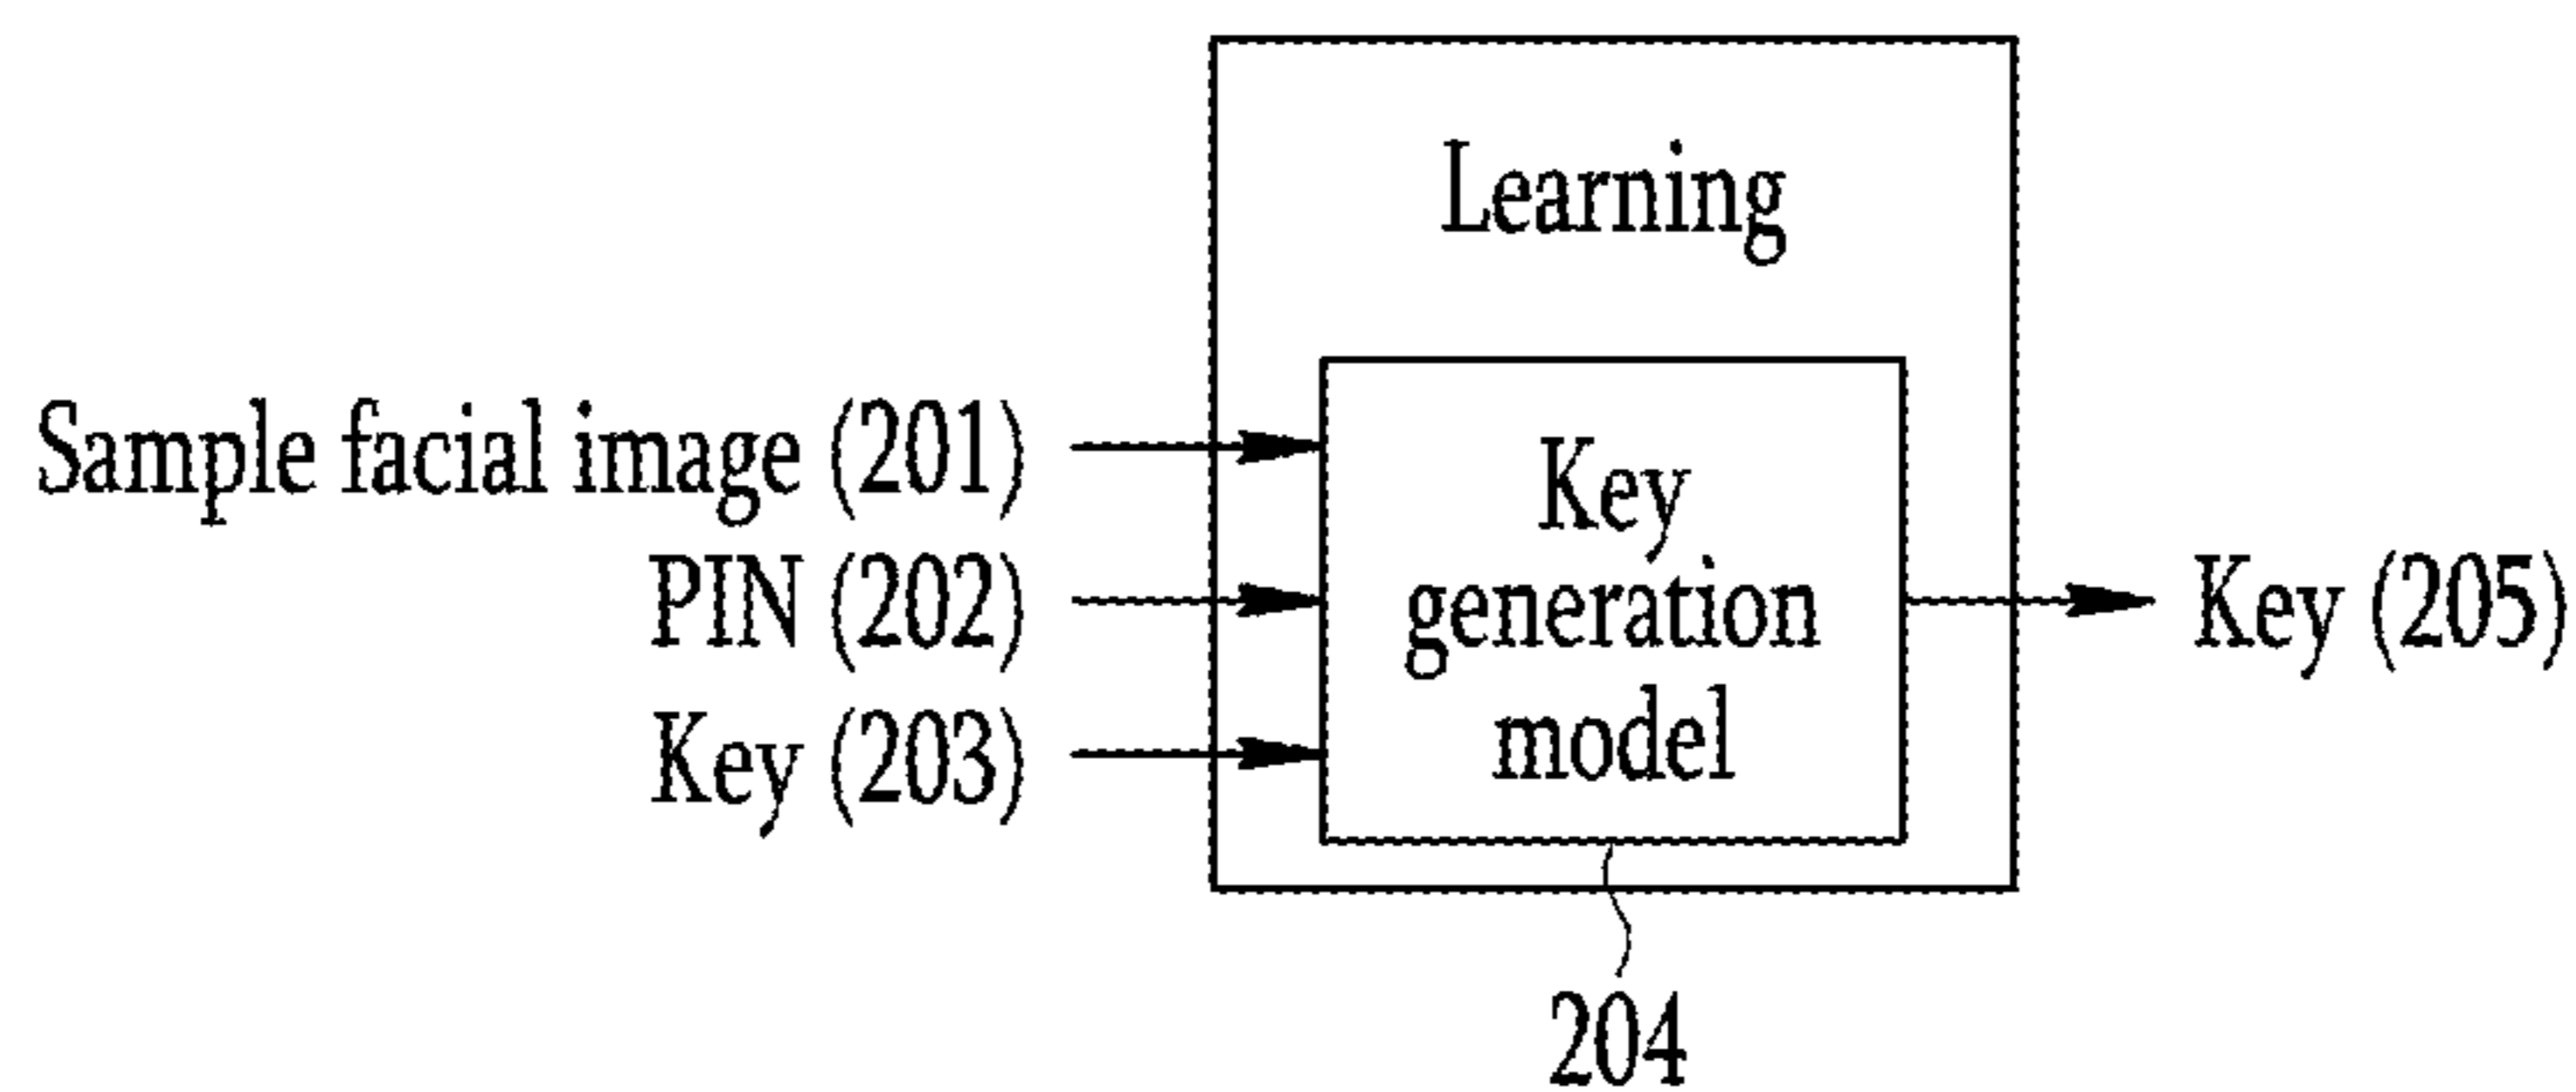 Learning
Sample facial image (201)
PIN (202)
Key (203)
Key
generation
model
Key (205)
204